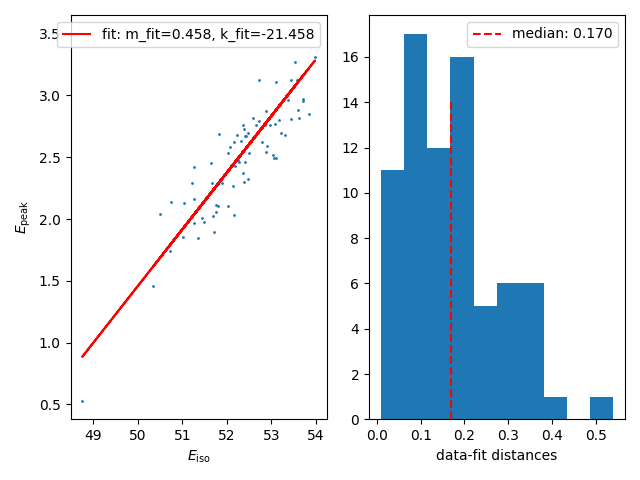 fit: m_fit=0.458, k_fit=-21.458
3.5
3.0
2.5
2.0
1.5
1.0
0.5
E_peak
49 50 51 52 53 54
E_iso
median: 0.170
16
14
12
10
8
6
4
2
0
0.0 0.1 0.2 0.3 0.4 0.5
data-fit distances